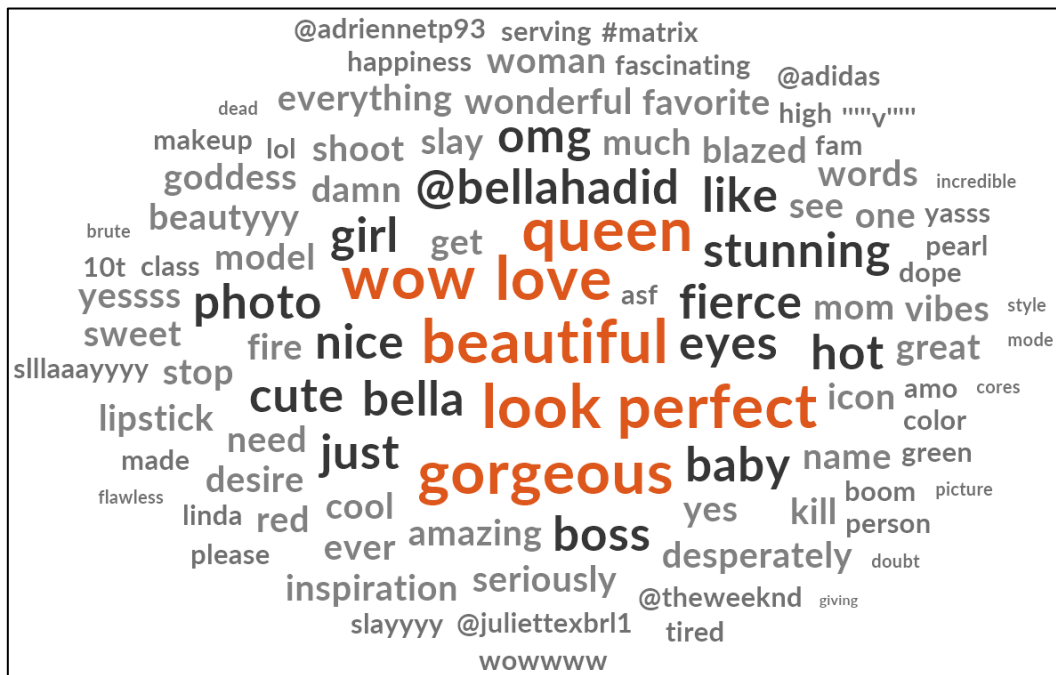 @adriennetp93 serving #matrix
happiness woman fascinating
@adidas
dead everything wonderful favorite high """v"""
makeup lol shoot slay omg much blazed fam
goddess damn @bellahadid like words incredible
brute beautyyy girl get queen stunning see one yasss
10t class model wow love pearl
yessss photo asf fierce mom vibes dope style
sweet fire nice beautiful eyes hot great mode
slllaaayyyy stop cute bella look perfect icon amo cores
lipstick need just color
made desire gorgeous baby name green
flawless linda red cool yes kill boom picture
please ever amazing boss desperately person doubt
inspiration seriously @theweeknd giving
slayyyy @juliettexbrl1 tired
wowwww